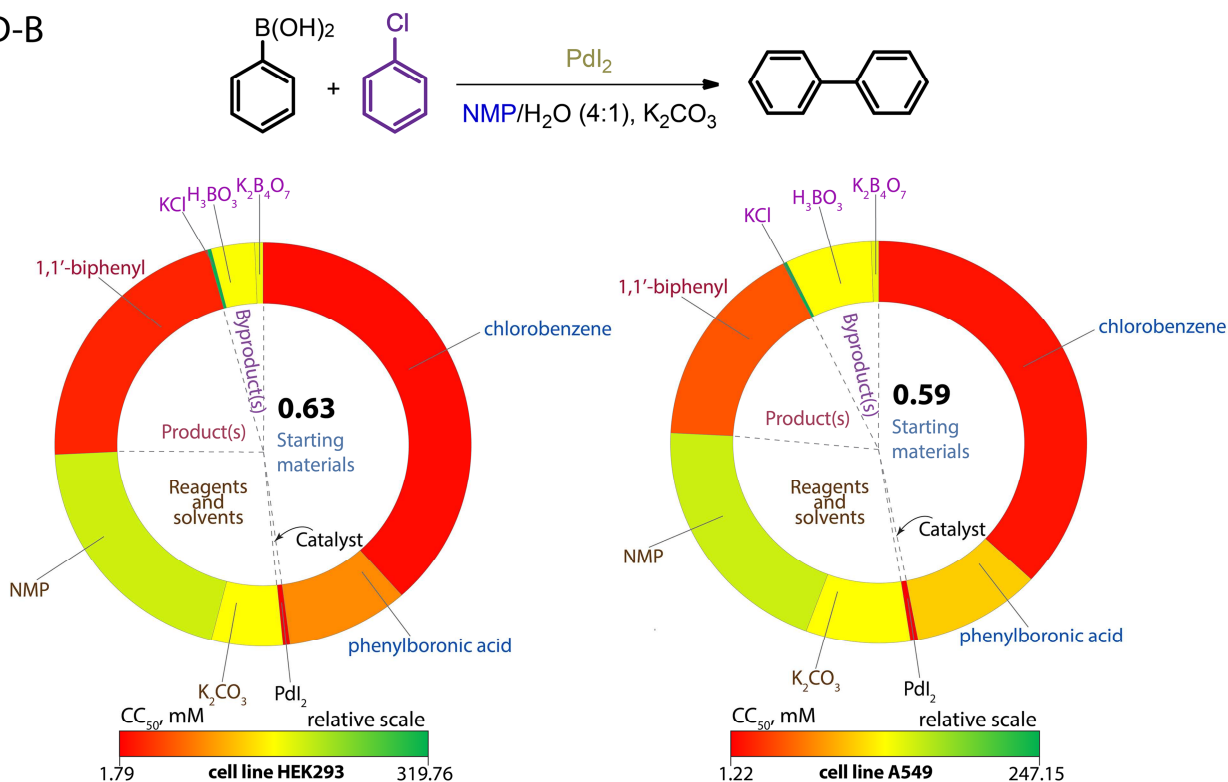 D-B
B(OH)₂
Cl
+
PdI₂
NMP/H₂O (4:1), K₂CO₃
KCl
H₃BO₃
K₂B₄O₇
1,1′-biphenyl
chlorobenzene
Byproduct(s)
0.63
Product(s)
Starting
materials
Reagents
and
solvents
Catalyst
NMP
phenylboronic acid
K₂CO₃
PdI₂
CC₅₀, mM
relative scale
1.79
cell line HEK293
319.76
KCl
H₃BO₃
K₂B₄O₇
1,1′-biphenyl
chlorobenzene
Byproduct(s)
0.59
Product(s)
Starting
materials
Reagents
and
solvents
Catalyst
NMP
phenylboronic acid
K₂CO₃
PdI₂
CC₅₀, mM
relative scale
1.22
cell line A549
247.15